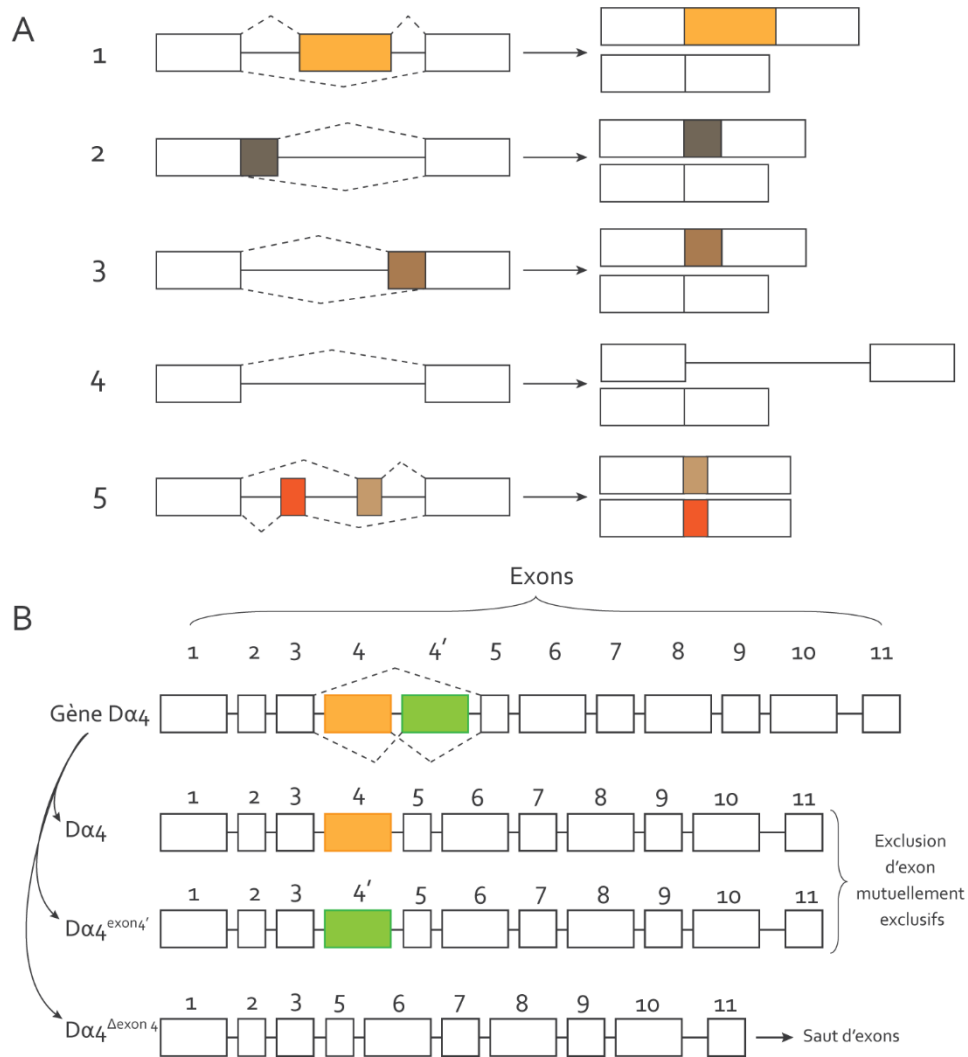 A
1
2
3
4
5
Exons
B
1 2 3 4 4' 5 6 7 8 9 10 11
Gène Dα4
1 2 3 4 5 6 7 8 9 10 11
Dα4
1 2 3 4' 5 6 7 8 9 10 11
Dα4exon4'
Exclusion
d'exon
mutuellement
exclusifs
1 2 3 5 6 7 8 9 10 11
Dα4Δexon 4
Saut d'exons